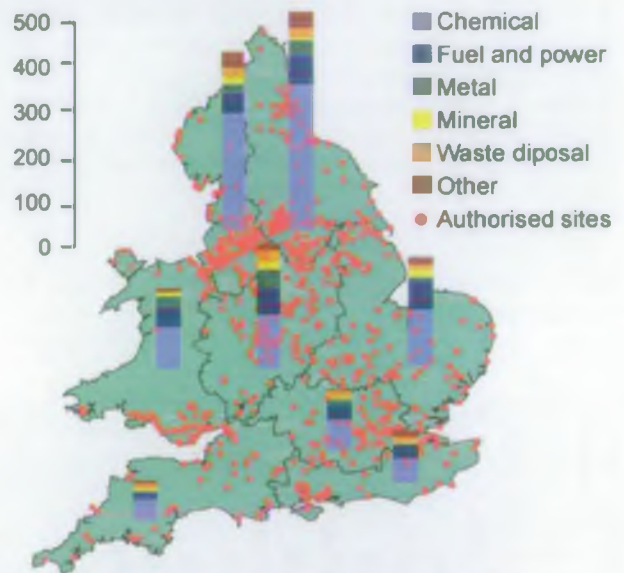 500
400
300
200
100
0
Chemical
Fuel and power
Metal
Mineral
Waste diposal
Other
Authorised sites